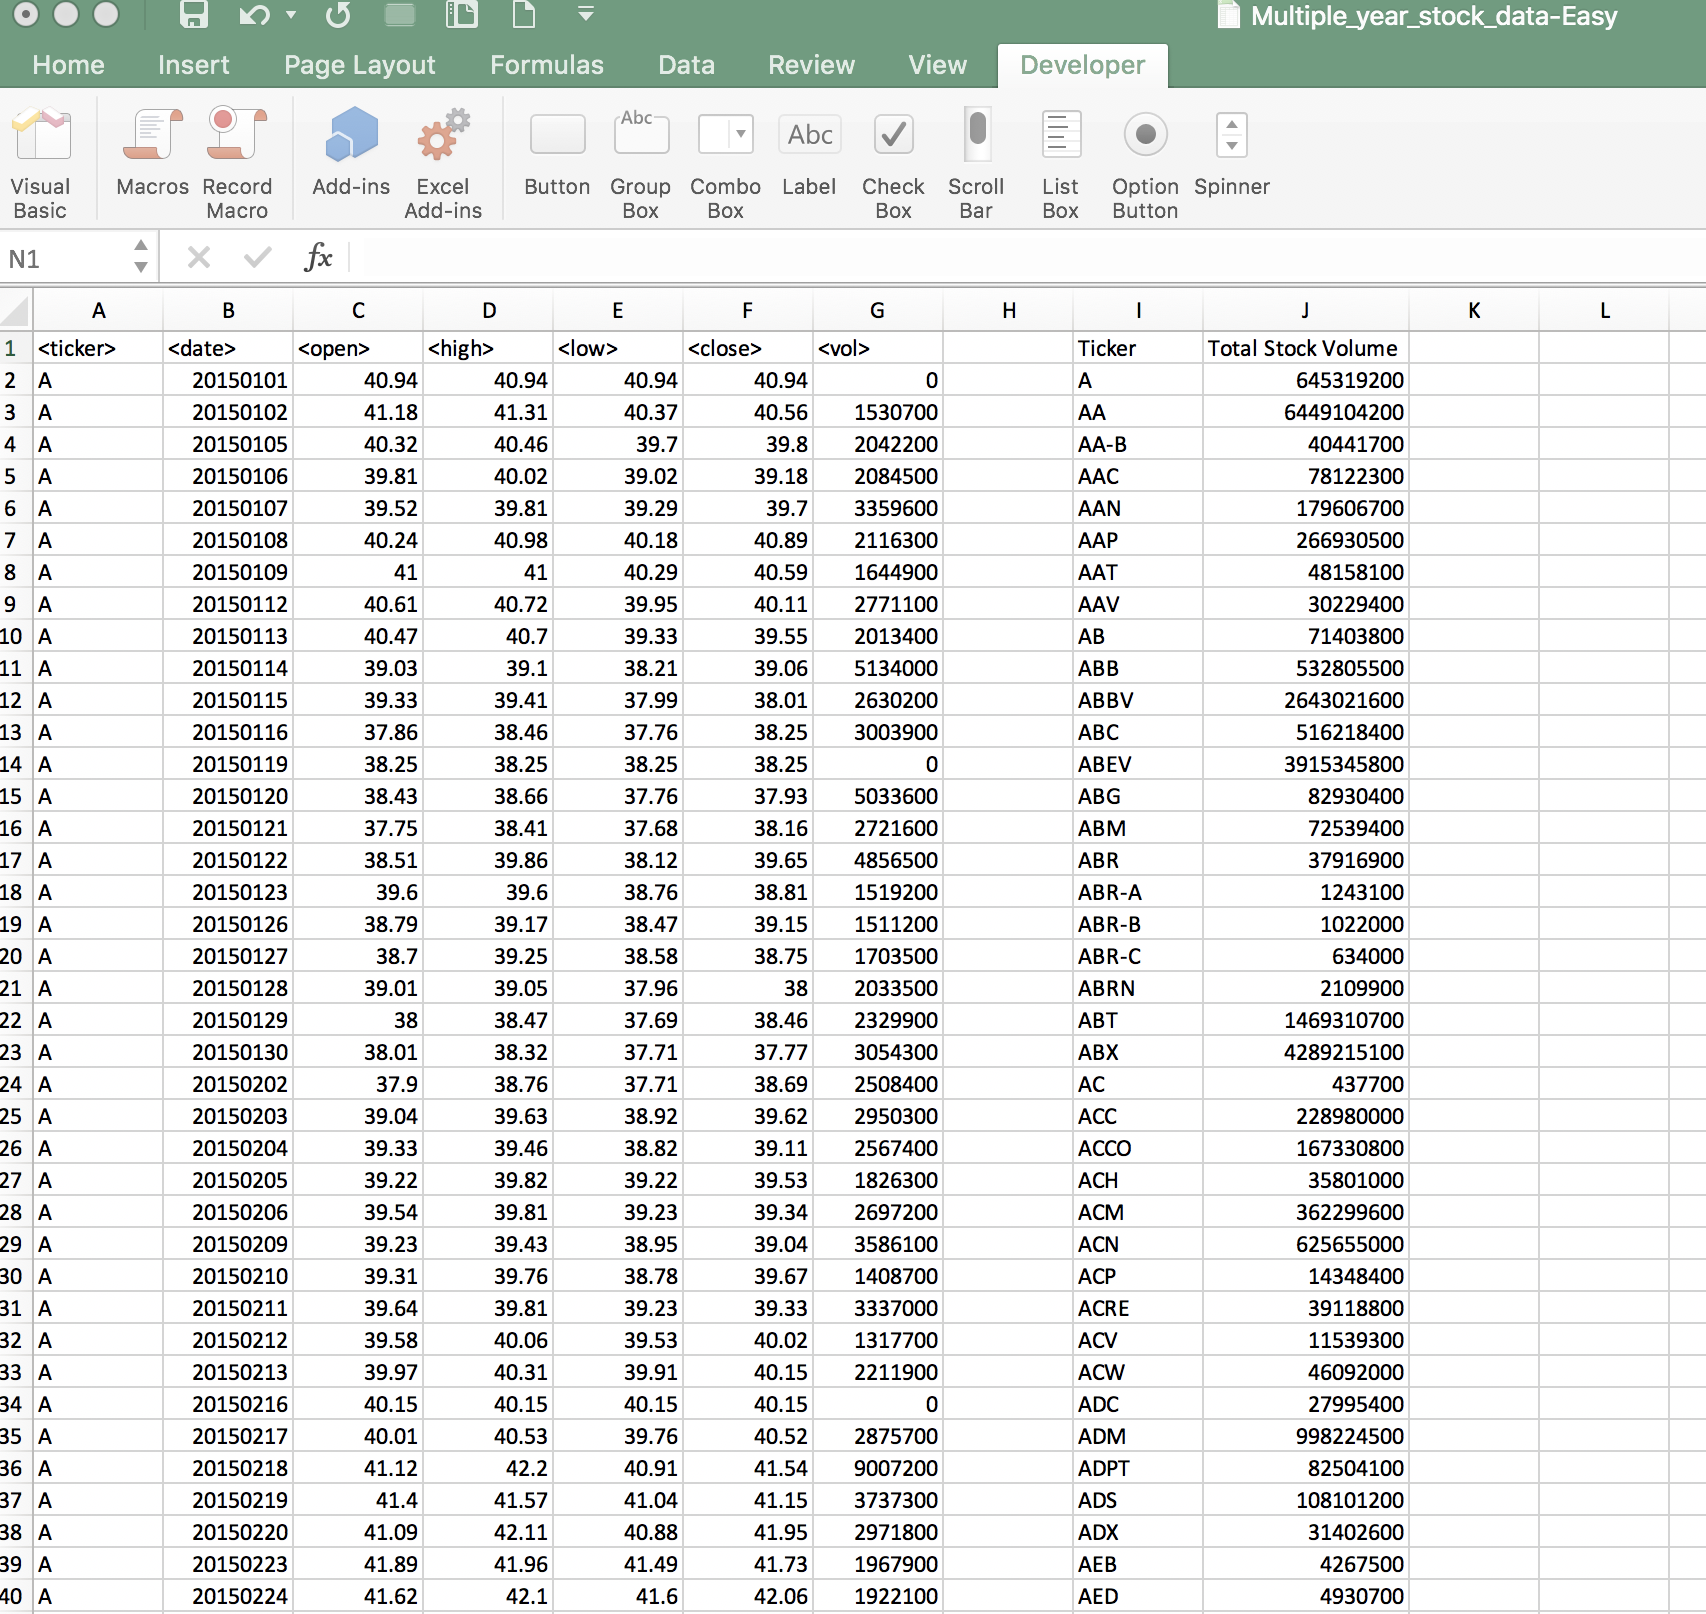 Multiple_year_stock_data-Easy
Home Insert Page Layout Formulas Data Review View Developer
Abc Abc
Visual Basic Macros Record Macro Add-ins Excel Add-ins Button Group Box Combo Box Label Check Box Scroll Bar List Box Option Button Spinner
N1 fx
A B C D E F G H I J K L
1 <ticker> <date> <open> <high> <low> <close> <vol> Ticker Total Stock Volume
2 A 20150101 40.94 40.94 40.94 40.94 0 A 645319200
3 A 20150102 41.18 41.31 40.37 40.56 1530700 AA 6449104200
4 A 20150105 40.32 40.46 39.7 39.8 2042200 AA-B 40441700
5 A 20150106 39.81 40.02 39.02 39.18 2084500 AAC 78122300
6 A 20150107 39.52 39.81 39.29 39.7 3359600 AAN 179606700
7 A 20150108 40.24 40.98 40.18 40.89 2116300 AAP 266930500
8 A 20150109 41 41 40.29 40.59 1644900 AAT 48158100
9 A 20150112 40.61 40.72 39.95 40.11 2771100 AAV 30229400
10 A 20150113 40.47 40.7 39.33 39.55 2013400 AB 71403800
11 A 20150114 39.03 39.1 38.21 39.06 5134000 ABB 532805500
12 A 20150115 39.33 39.41 37.99 38.01 2630200 ABBV 2643021600
13 A 20150116 37.86 38.46 37.76 38.25 3003900 ABC 516218400
14 A 20150119 38.25 38.25 38.25 38.25 0 ABEV 3915345800
15 A 20150120 38.43 38.66 37.76 37.93 5033600 ABG 82930400
16 A 20150121 37.75 38.41 37.68 38.16 2721600 ABM 72539400
17 A 20150122 38.51 39.86 38.12 39.65 4856500 ABR 37916900
18 A 20150123 39.6 39.6 38.76 38.81 1519200 ABR-A 1243100
19 A 20150126 38.79 39.17 38.47 39.15 1511200 ABR-B 1022000
20 A 20150127 38.7 39.25 38.58 38.75 1703500 ABR-C 634000
21 A 20150128 39.01 39.05 37.96 38 2033500 ABRN 2109900
22 A 20150129 38 38.47 37.69 38.46 2329900 ABT 1469310700
23 A 20150130 38.01 38.32 37.71 37.77 3054300 ABX 4289215100
24 A 20150202 37.9 38.76 37.71 38.69 2508400 AC 437700
25 A 20150203 39.04 39.63 38.92 39.62 2950300 ACC 228980000
26 A 20150204 39.33 39.46 38.82 39.11 2567400 ACCO 167330800
27 A 20150205 39.22 39.82 39.22 39.53 1826300 ACH 35801000
28 A 20150206 39.54 39.81 39.23 39.34 2697200 ACM 362299600
29 A 20150209 39.23 39.43 38.95 39.04 3586100 ACN 625655000
30 A 20150210 39.31 39.76 38.78 39.67 1408700 ACP 14348400
31 A 20150211 39.64 39.81 39.23 39.33 3337000 ACRE 39118800
32 A 20150212 39.58 40.06 39.53 40.02 1317700 ACV 11539300
33 A 20150213 39.97 40.31 39.91 40.15 2211900 ACW 46092000
34 A 20150216 40.15 40.15 40.15 40.15 0 ADC 27995400
35 A 20150217 40.01 40.53 39.76 40.52 2875700 ADM 998224500
36 A 20150218 41.12 42.2 40.91 41.54 9007200 ADPT 82504100
37 A 20150219 41.4 41.57 41.04 41.15 3737300 ADS 108101200
38 A 20150220 41.09 42.11 40.88 41.95 2971800 ADX 31402600
39 A 20150223 41.89 41.96 41.49 41.73 1967900 AEB 4267500
40 A 20150224 41.62 42.1 41.6 42.06 1922100 AED 4930700